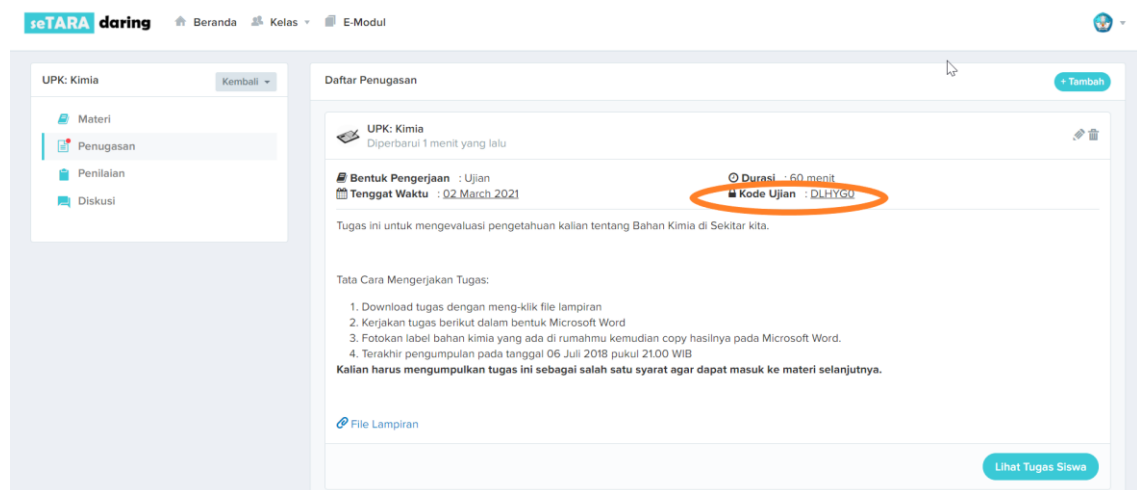 seTARA daring Beranda Kelas E-Modul
UPK: Kimia Kembali
Materi
Penugasan
Penilaian
Diskusi
Daftar Penugasan + Tambah
UPK: Kimia
Diperbarui 1 menit yang lalu
Bentuk Pengerjaan : Ujian Durasi : 60 menit
Tenggat Waktu : 02 March 2021 Kode Ujian : DLHYG0
Tugas ini untuk mengevaluasi pengetahuan kalian tentang Bahan Kimia di Sekitar kita.
Tata Cara Mengerjakan Tugas:
1. Download tugas dengan meng-klik file lampiran
2. Kerjakan tugas berikut dalam bentuk Microsoft Word
3. Fotokan label bahan kimia yang ada di rumahmu kemudian copy hasilnya pada Microsoft Word.
4. Terakhir pengumpulan pada tanggal 06 Juli 2018 pukul 21.00 WIB
Kalian harus mengumpulkan tugas ini sebagai salah satu syarat agar dapat masuk ke materi selanjutnya.
File Lampiran
Lihat Tugas Siswa